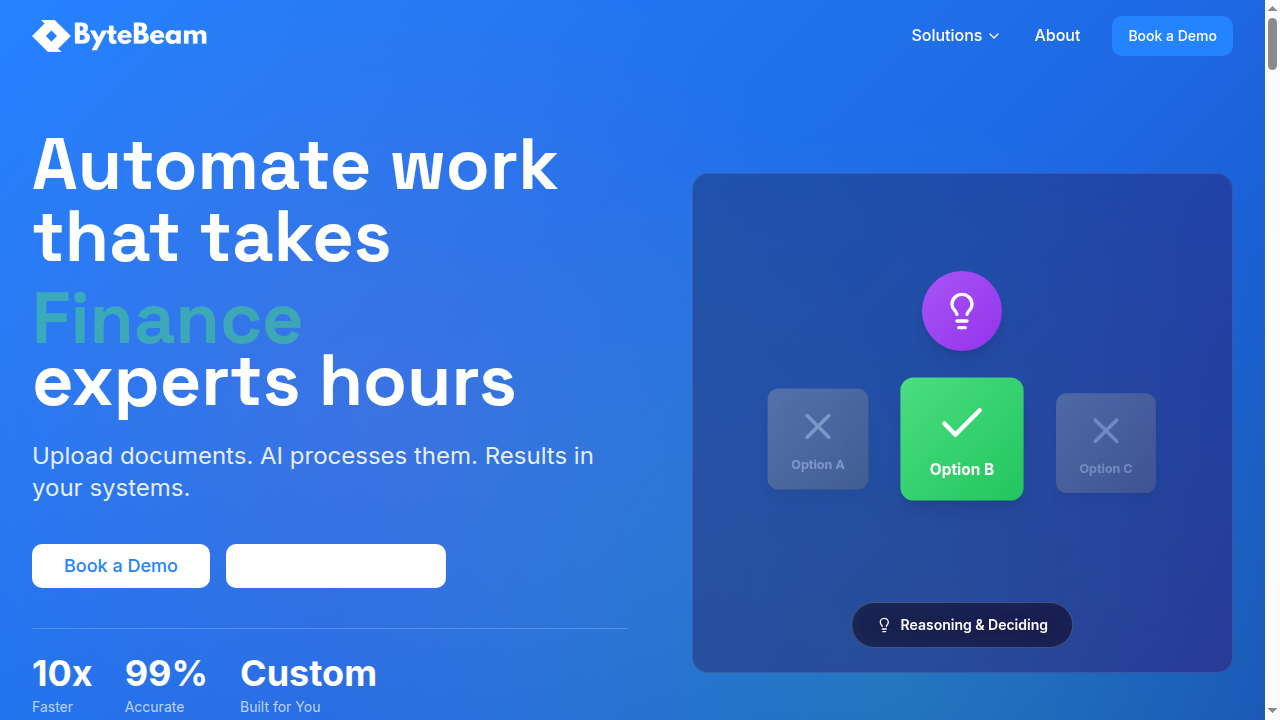 ByteBeam
Solutions
About
Book a Demo
Automate work
that takes
Finance
experts hours
Upload documents. AI processes them. Results in
your systems.
Book a Demo
10x
Faster
99%
Accurate
Custom
Built for You
Option A
Option B
Option C
Reasoning & Deciding